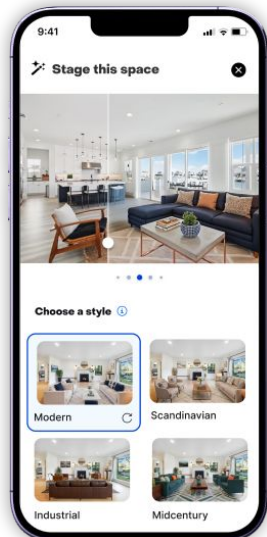 9:41
Stage this space
Choose a style
Modern
Scandinavian
Industrial
Midcentury